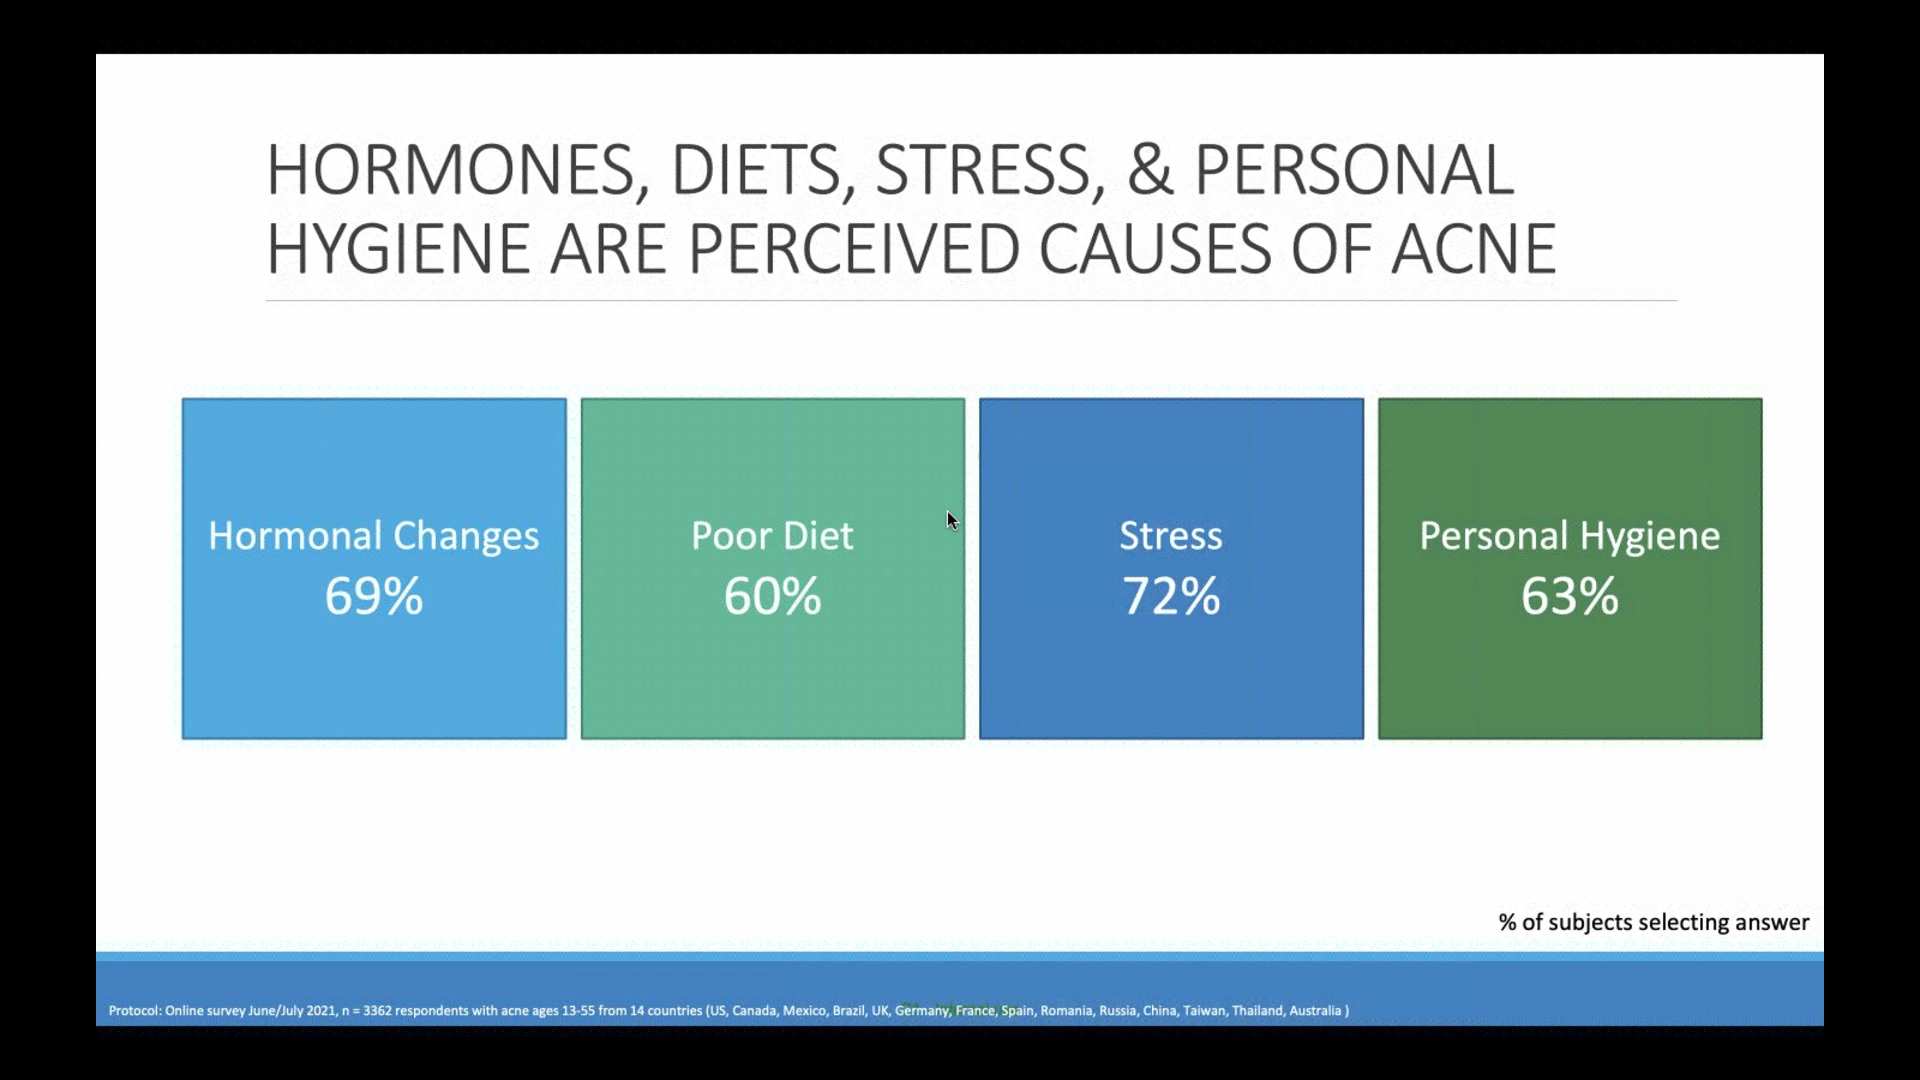 HORMONES, DIETS, STRESS, & PERSONAL
HYGIENE ARE PERCEIVED CAUSES OF ACNE
Hormonal Changes
69%
Poor Diet
60%
Stress
72%
Personal Hygiene
63%
% of subjects selecting answer
Protocol: Online survey June/July 2021, n = 3362 respondents with acne ages 13-55 from 14 countries (US, Canada, Mexico, Brazil, UK, Germany, France, Spain, Romania, Russia, China, Taiwan, Thailand, Australia )